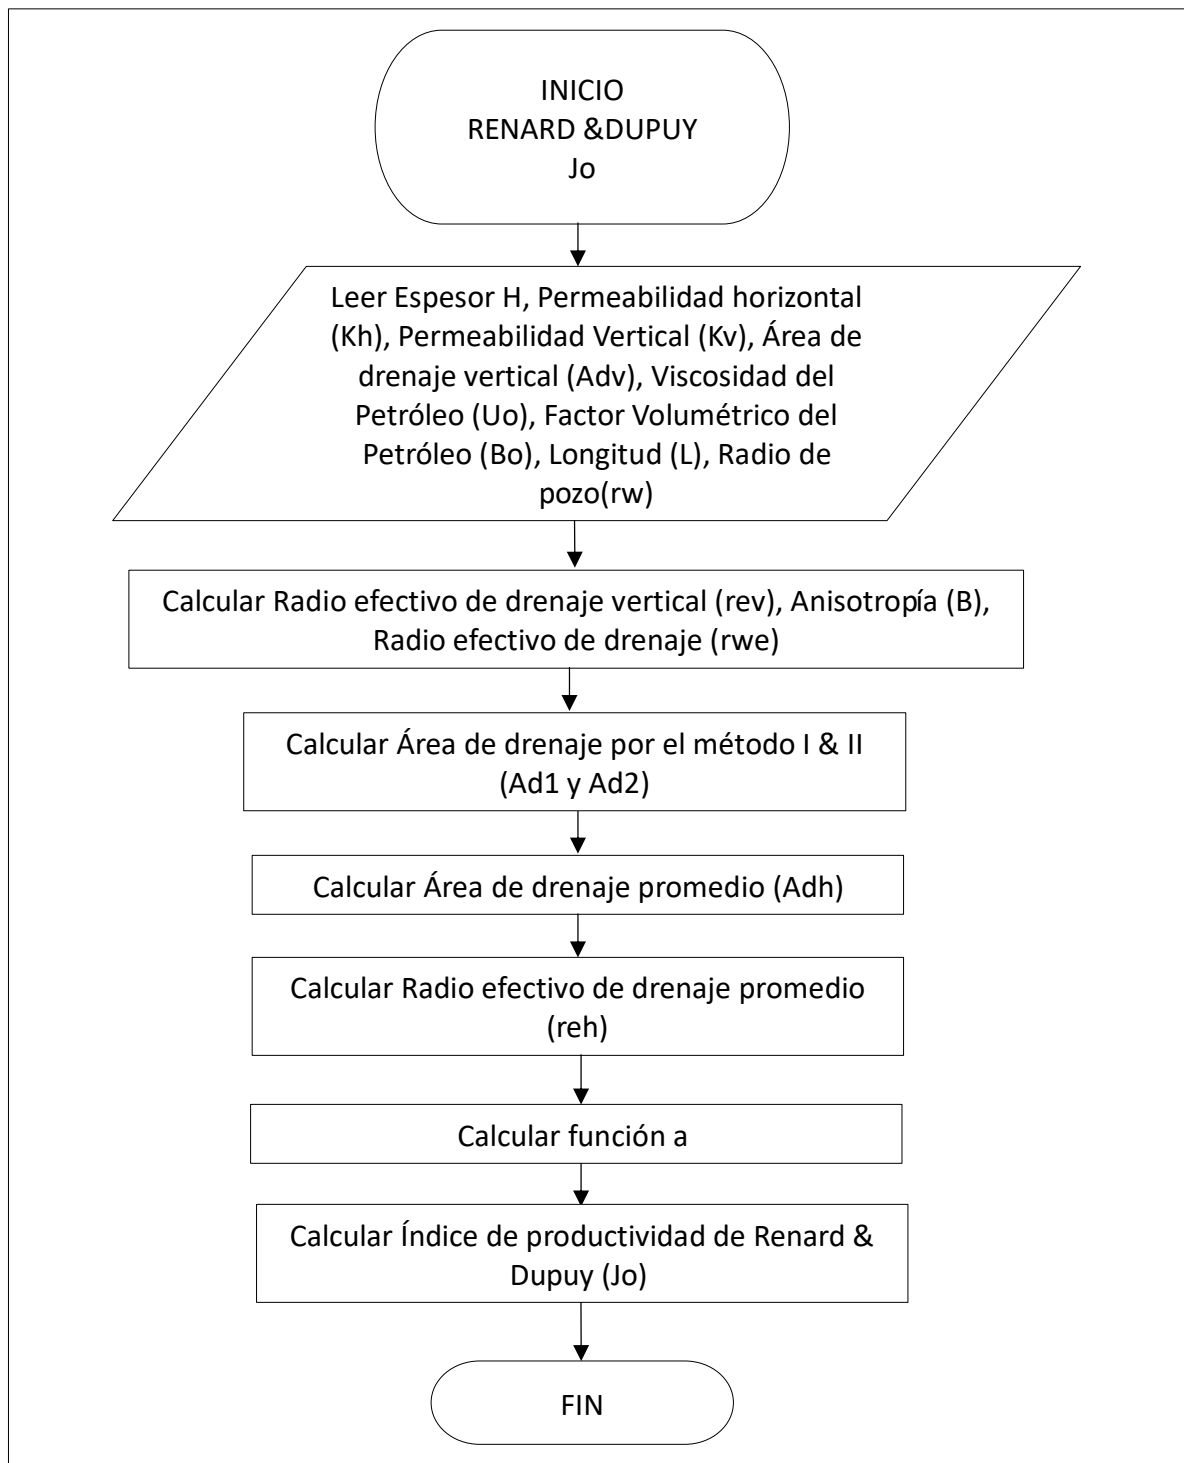 INICIO
RENARD &DUPUY
Jo
Leer Espesor H, Permeabilidad horizontal
(Kh), Permeabilidad Vertical (Kv), Área de
drenaje vertical (Adv), Viscosidad del
Petróleo (Uo), Factor Volumétrico del
Petróleo (Bo), Longitud (L), Radio de
pozo(rw)
Calcular Radio efectivo de drenaje vertical (rev), Anisotropía (B),
Radio efectivo de drenaje (rwe)
Calcular Área de drenaje por el método I & II
(Ad1 y Ad2)
Calcular Área de drenaje promedio (Adh)
Calcular Radio efectivo de drenaje promedio
(reh)
Calcular función a
Calcular Índice de productividad de Renard &
Dupuy (Jo)
FIN